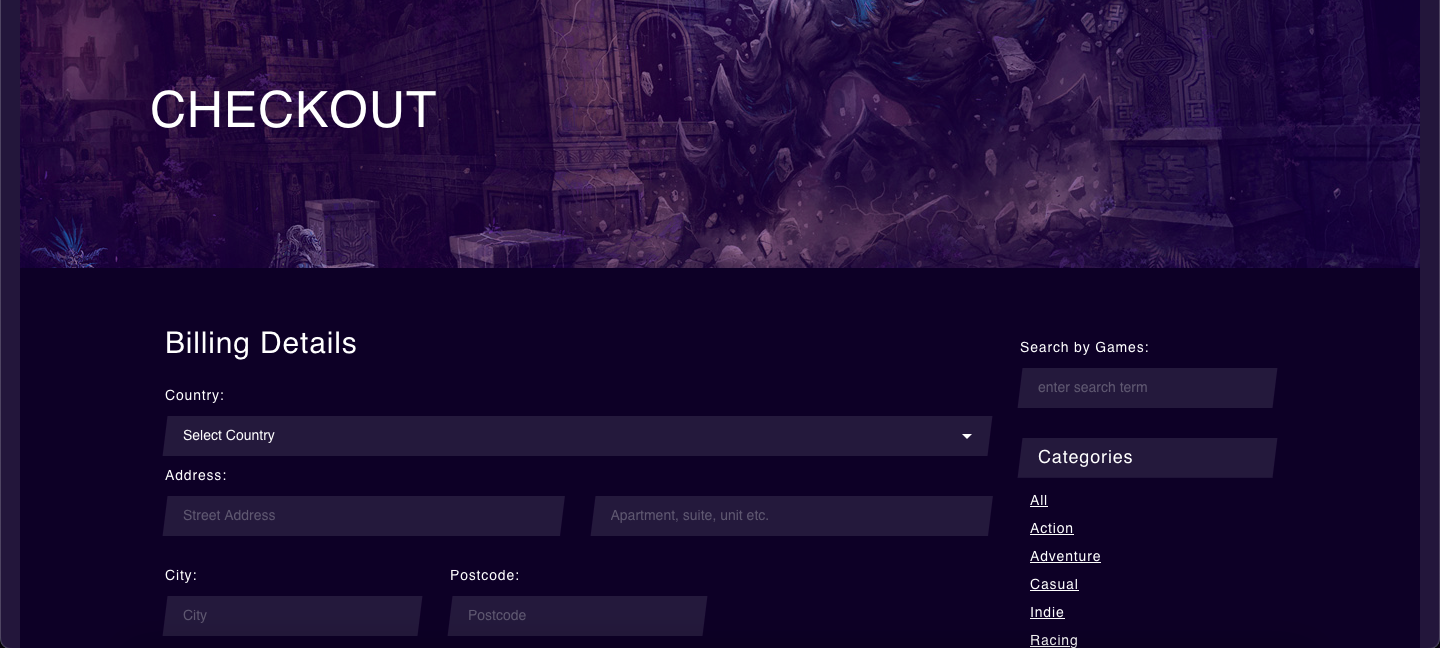 CHECKOUT
Billing Details
Country:
Select Country
Address:
Street Address
Apartment, suite, unit etc.
City:
Postcode:
City
Postcode
Search by Games:
enter search term
Categories
All
Action
Adventure
Casual
Indie
Racing